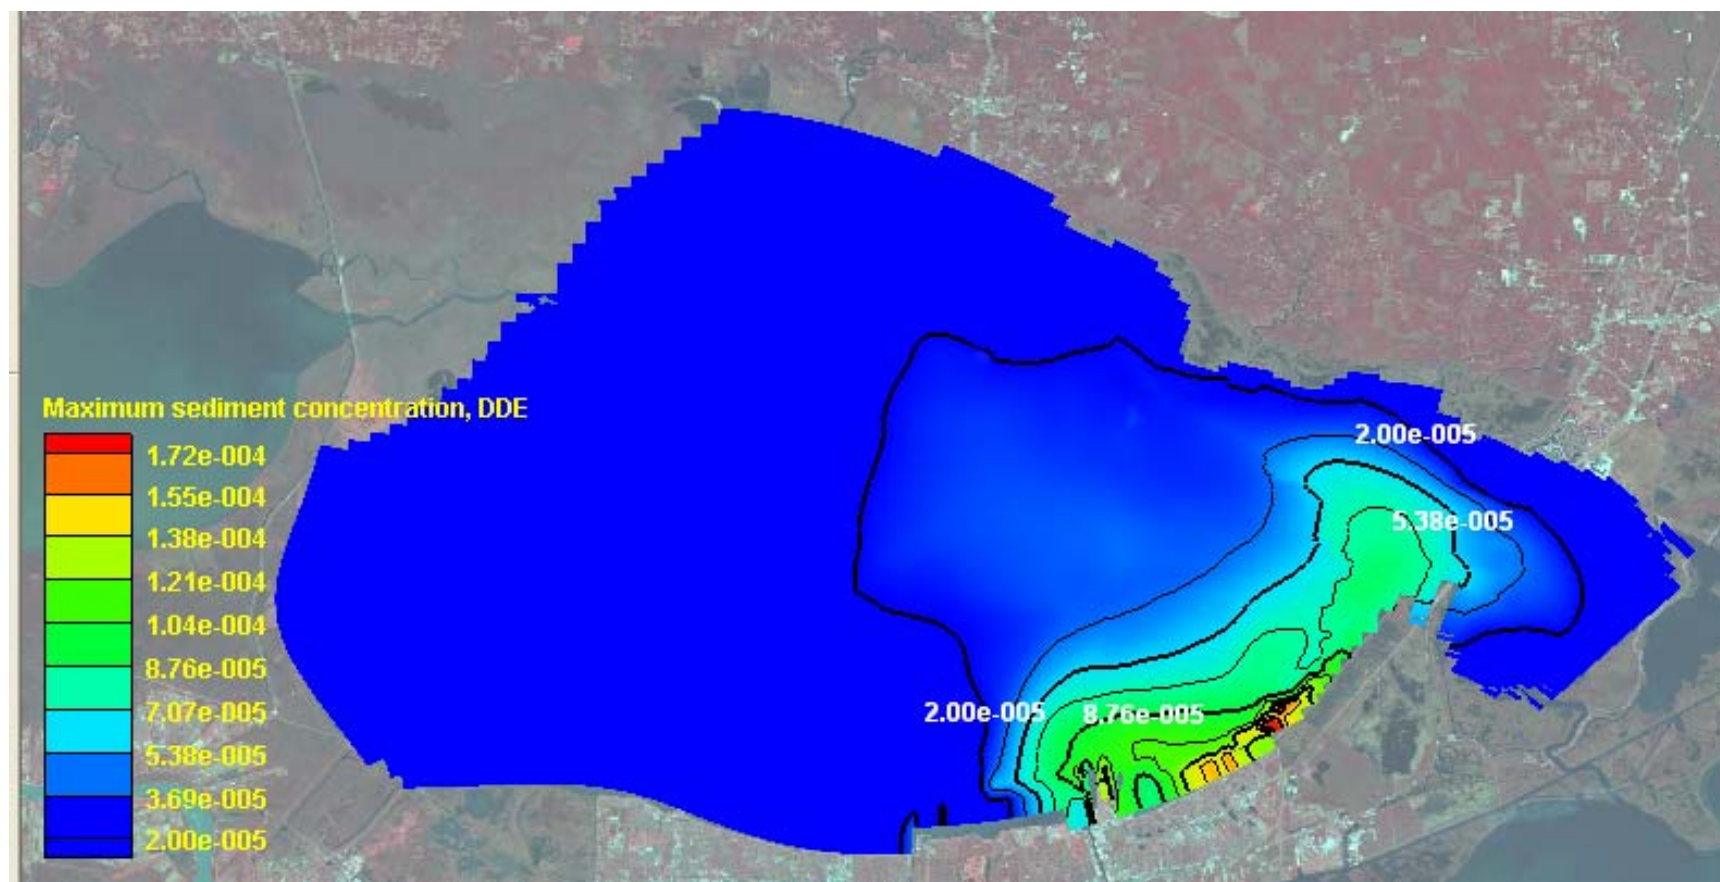 Maximum sediment concentration, DDE
1.72e-004
1.55e-004
1.38e-004
1.21e-004
1.04e-004
8.76e-005
7.07e-005
5.38e-005
3.69e-005
2.00e-005
2.00e-005
5.38e-005
2.00e-005
8.76e-005